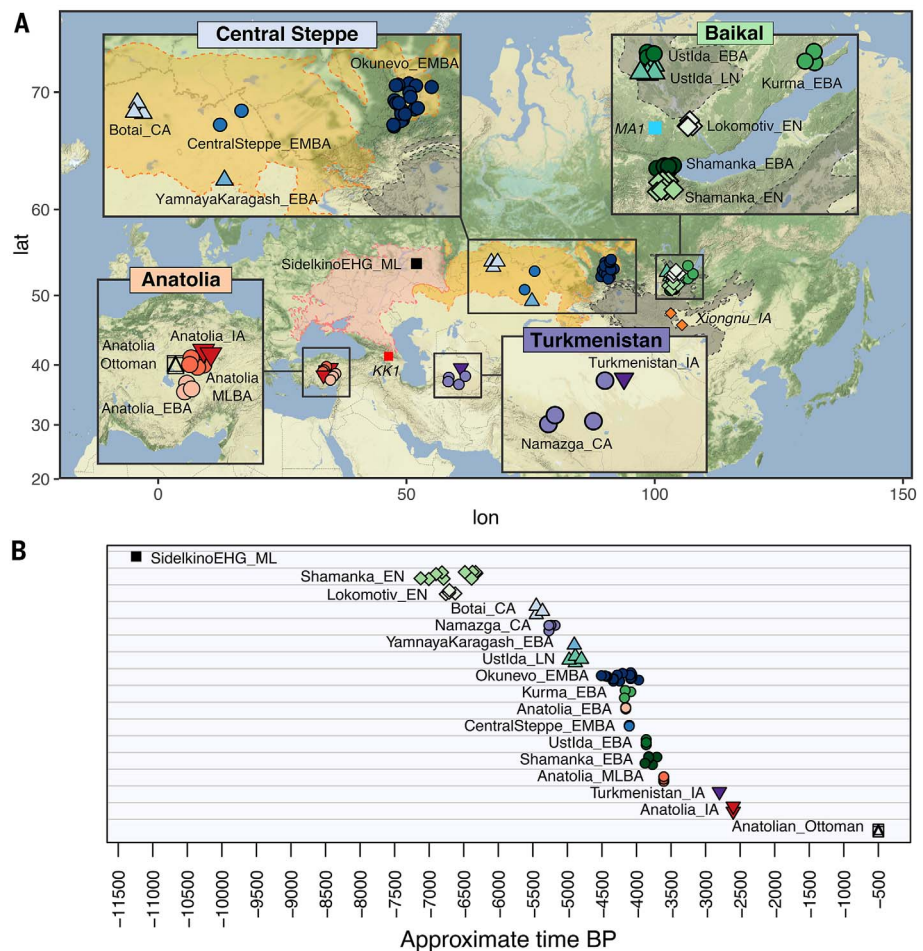 A
Central Steppe
Okunevo_EMBA
Botai_CA
CentralSteppe_EMBA
YamnayaKaragash_EBA
Baikal
UstIda_EBA
UstIda_LN
Kurma_EBA
MA1
Lokomotiv_EN
Shamanka_EBA
Shamanka_EN
SidelkinoEHG_ML
Anatolia
Anatolia_IA
Anatolia
Ottoman
Anatolia
MLBA
Anatolia_EBA
KK1
Xiongnu_IA
Turkmenistan
Turkmenistan_IA
Namazga_CA
lat
70
60
50
40
30
20
0
50
100
150
lon
B
SidelkinoEHG_ML
Shamanka_EN
Lokomotiv_EN
Botai_CA
Namazga_CA
YamnayaKaragash_EBA
UstIda_LN
Okunevo_EMBA
Kurma_EBA
Anatolia_EBA
CentralSteppe_EMBA
UstIda_EBA
Shamanka_EBA
Anatolia_MLBA
Turkmenistan_IA
Anatolia_IA
Anatolian_Ottoman
−11500
−11000
−10500
−10000
−9500
−9000
−8500
−8000
−7500
−7000
−6500
−6000
−5500
−5000
−4500
−4000
−3500
−3000
−2500
−2000
−1500
−1000
−500
Approximate time BP